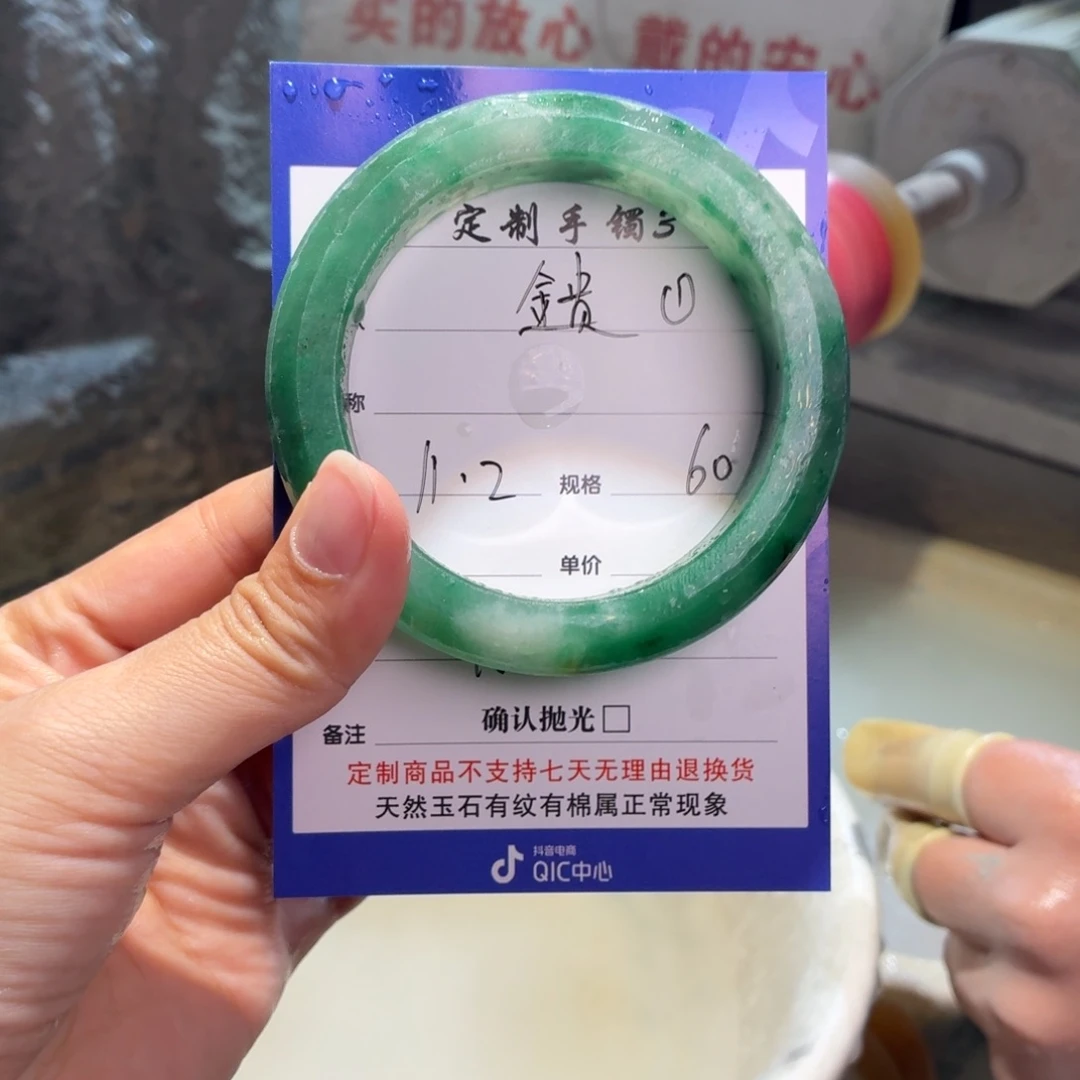 买的放心 戴的安心
定制手镯
金贵 ①
称
11.2 规格 60
单价
备注 确认抛光□
定制商品不支持七天无理由退换货
天然玉石有纹有棉属正常现象
抖音电商
QIC中心